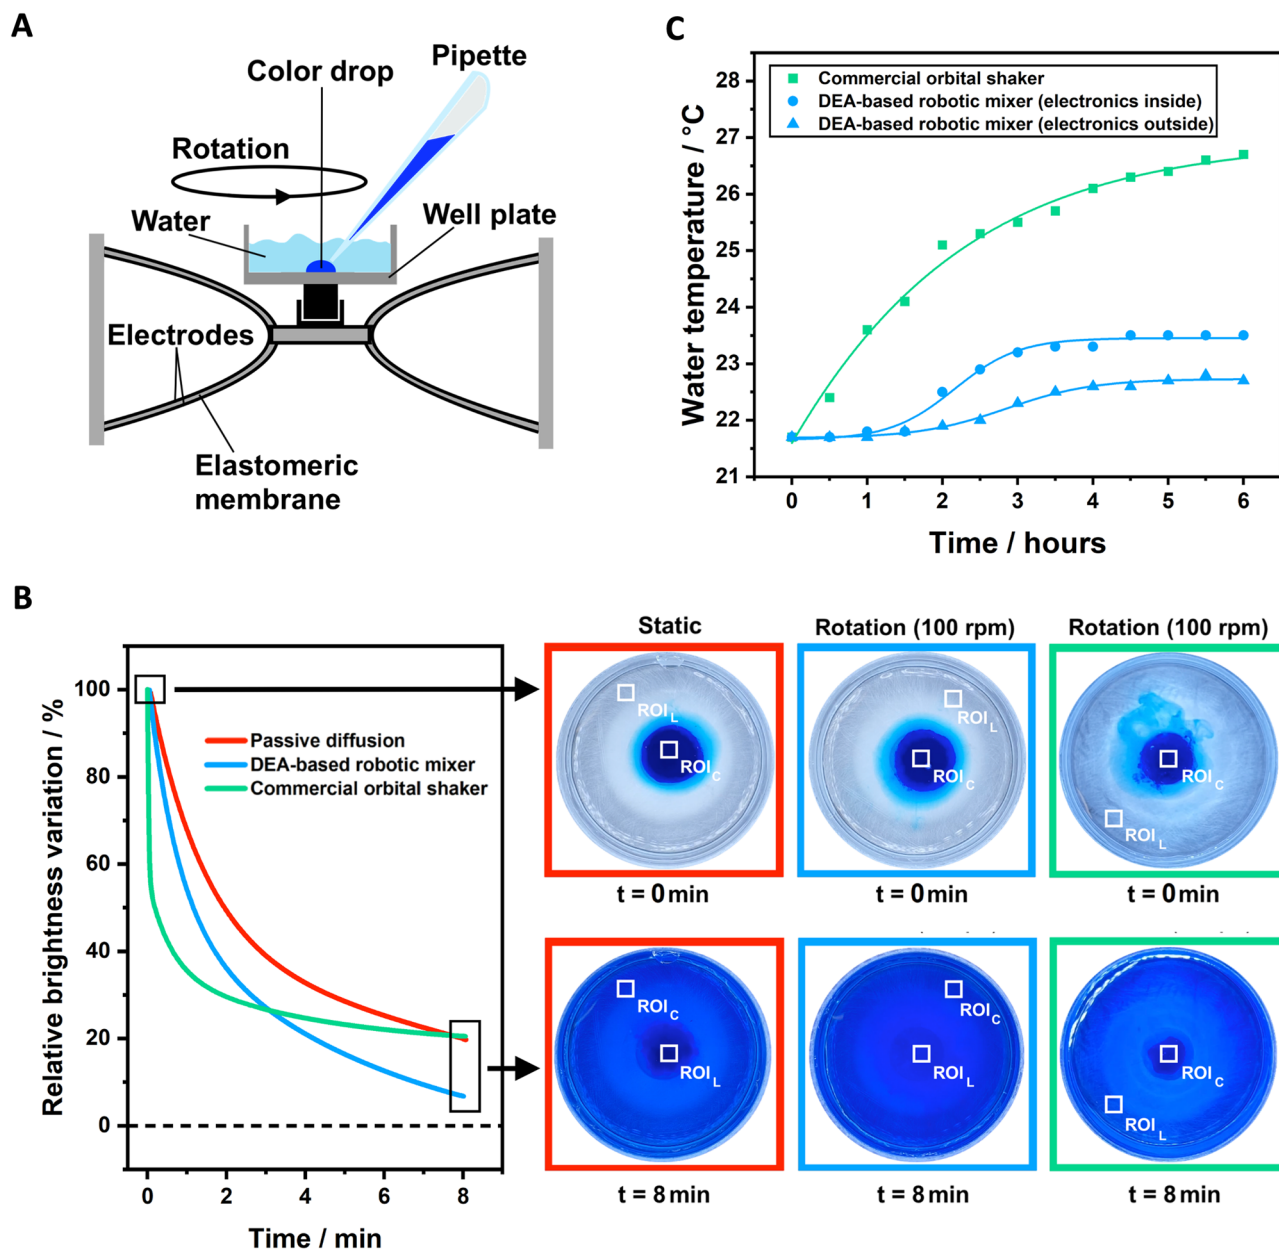 A
Color drop
Pipette
Rotation
Water
Well plate
Electrodes
Elastomeric
membrane
C
Water temperature / °C
28
27
26
25
24
23
22
21
Commercial orbital shaker
DEA-based robotic mixer (electronics inside)
DEA-based robotic mixer (electronics outside)
0 1 2 3 4 5 6
Time / hours
B
Relative brightness variation / %
100
80
60
40
20
0
Passive diffusion
DEA-based robotic mixer
Commercial orbital shaker
0 2 4 6 8
Time / min
Static
Rotation (100 rpm)
Rotation (100 rpm)
ROI L
ROI C
ROI L
ROI C
ROI C
ROI L
t = 0 min
t = 0 min
t = 0 min
ROI C
ROI L
ROI C
ROI L
ROI C
ROI L
t = 8 min
t = 8 min
t = 8 min